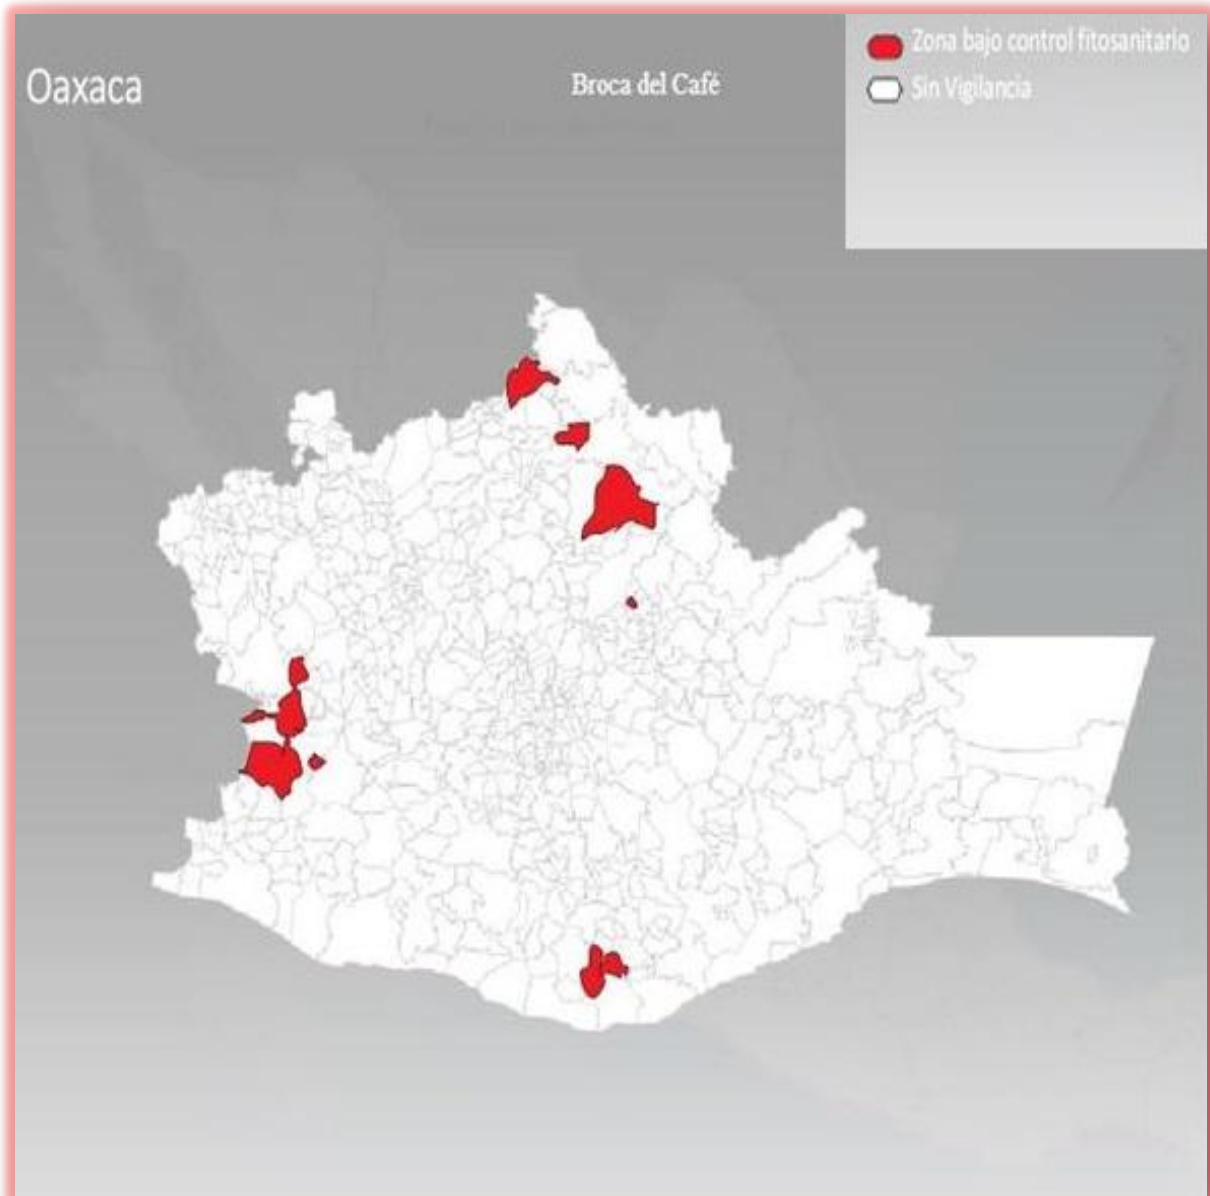 Oaxaca
Broca del Café
Zona bajo control fitosanitario
Sin Vigilancia